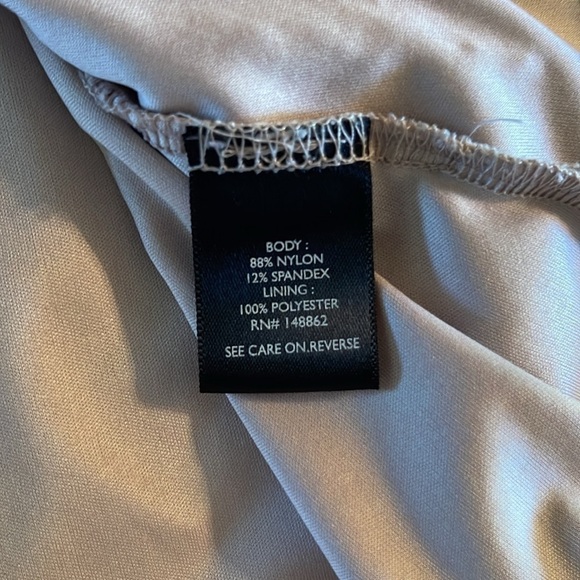 BODY :
88% NYLON
12% SPANDEX
LINING :
100% POLYESTER
RN# 148862
SEE CARE ON.REVERSE